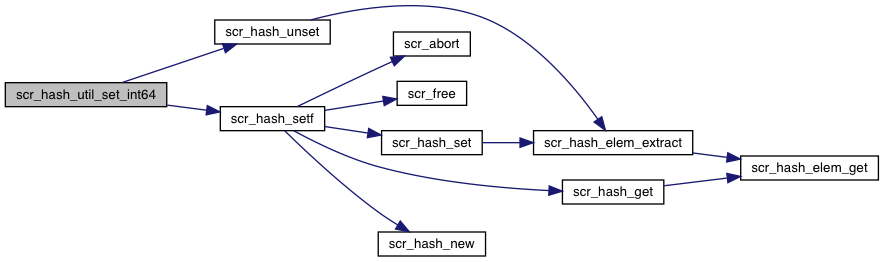 scr_hash_unset
scr_abort
scr_hash_util_set_int64
scr_free
scr_hash_setf
scr_hash_set
scr_hash_elem_extract
scr_hash_elem_get
scr_hash_get
scr_hash_new